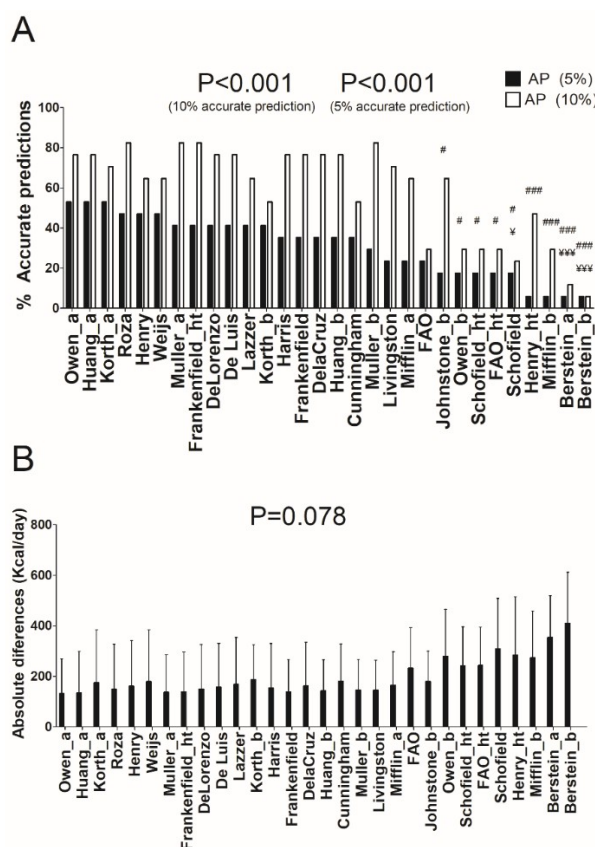 A
P<0.001
(10% accurate prediction)
P<0.001
(5% accurate prediction)
AP (5%)
AP (10%)
% Accurate predictions
100
80
60
40
20
0
#
#
#
#
#
¥
###
###
###
¥¥¥
###
¥¥¥
Owen_a
Huang_a
Korth_a
Roza
Henry
Weijs
Muller_a
Frankenfield_ht
DeLorenzo
De Luis
Lazzer
Korth_b
Harris
Frankenfield
DelaCruz
Huang_b
Cunningham
Muller_b
Livingston
Mifflin_a
FAO
Johnstone_b
Owen_b
Schofield_ht
FAO_ht
Schofield
Henry_ht
Mifflin_b
Berstein_a
Berstein_b
B
P=0.078
Absolute differences (Kcal/day)
800
600
400
200
0
Owen_a
Huang_a
Korth_a
Roza
Henry
Weijs
Muller_a
Frankenfield_ht
DeLorenzo
De Luis
Lazzer
Korth_b
Harris
Frankenfield
DelaCruz
Huang_b
Cunningham
Muller_b
Livingston
Mifflin_a
FAO
Johnstone_b
Owen_b
Schofield_ht
FAO_ht
Schofield
Henry_ht
Mifflin_b
Berstein_a
Berstein_b